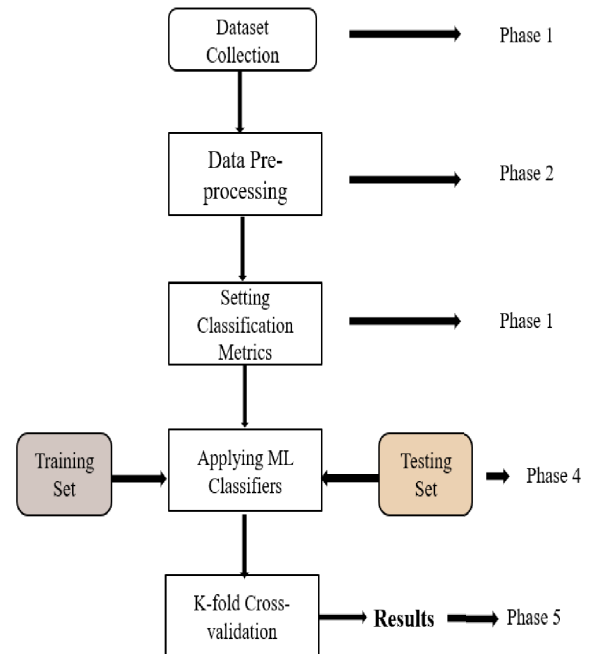 Dataset
Collection
Phase 1
Data Pre-
processing
Phase 2
Setting
Classification
Metrics
Phase 1
Training
Set
Applying ML
Classifiers
Testing
Set
Phase 4
K-fold Cross-
validation
Results
Phase 5